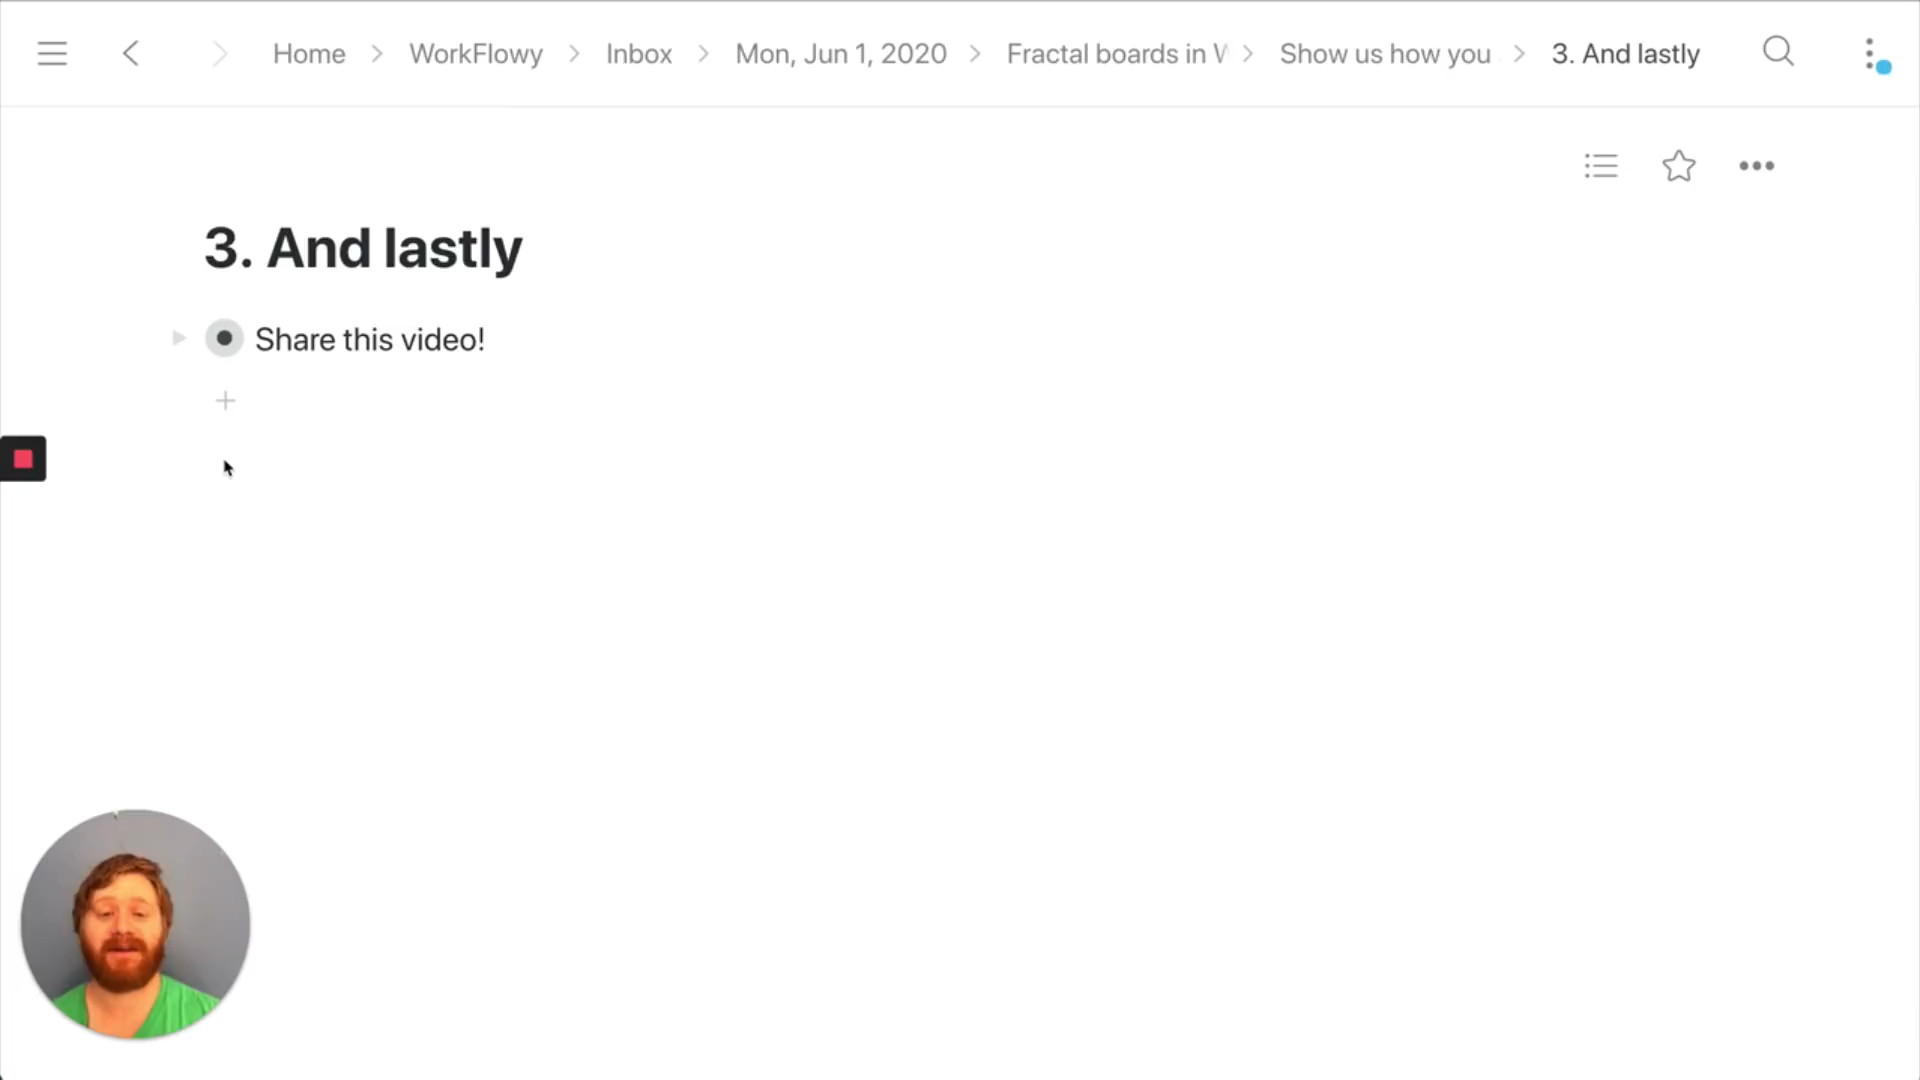 Home > WorkFlowy > Inbox > Mon, Jun 1, 2020 > Fractal boards in > Show us how you > 3. And lastly
3. And lastly
Share this video!